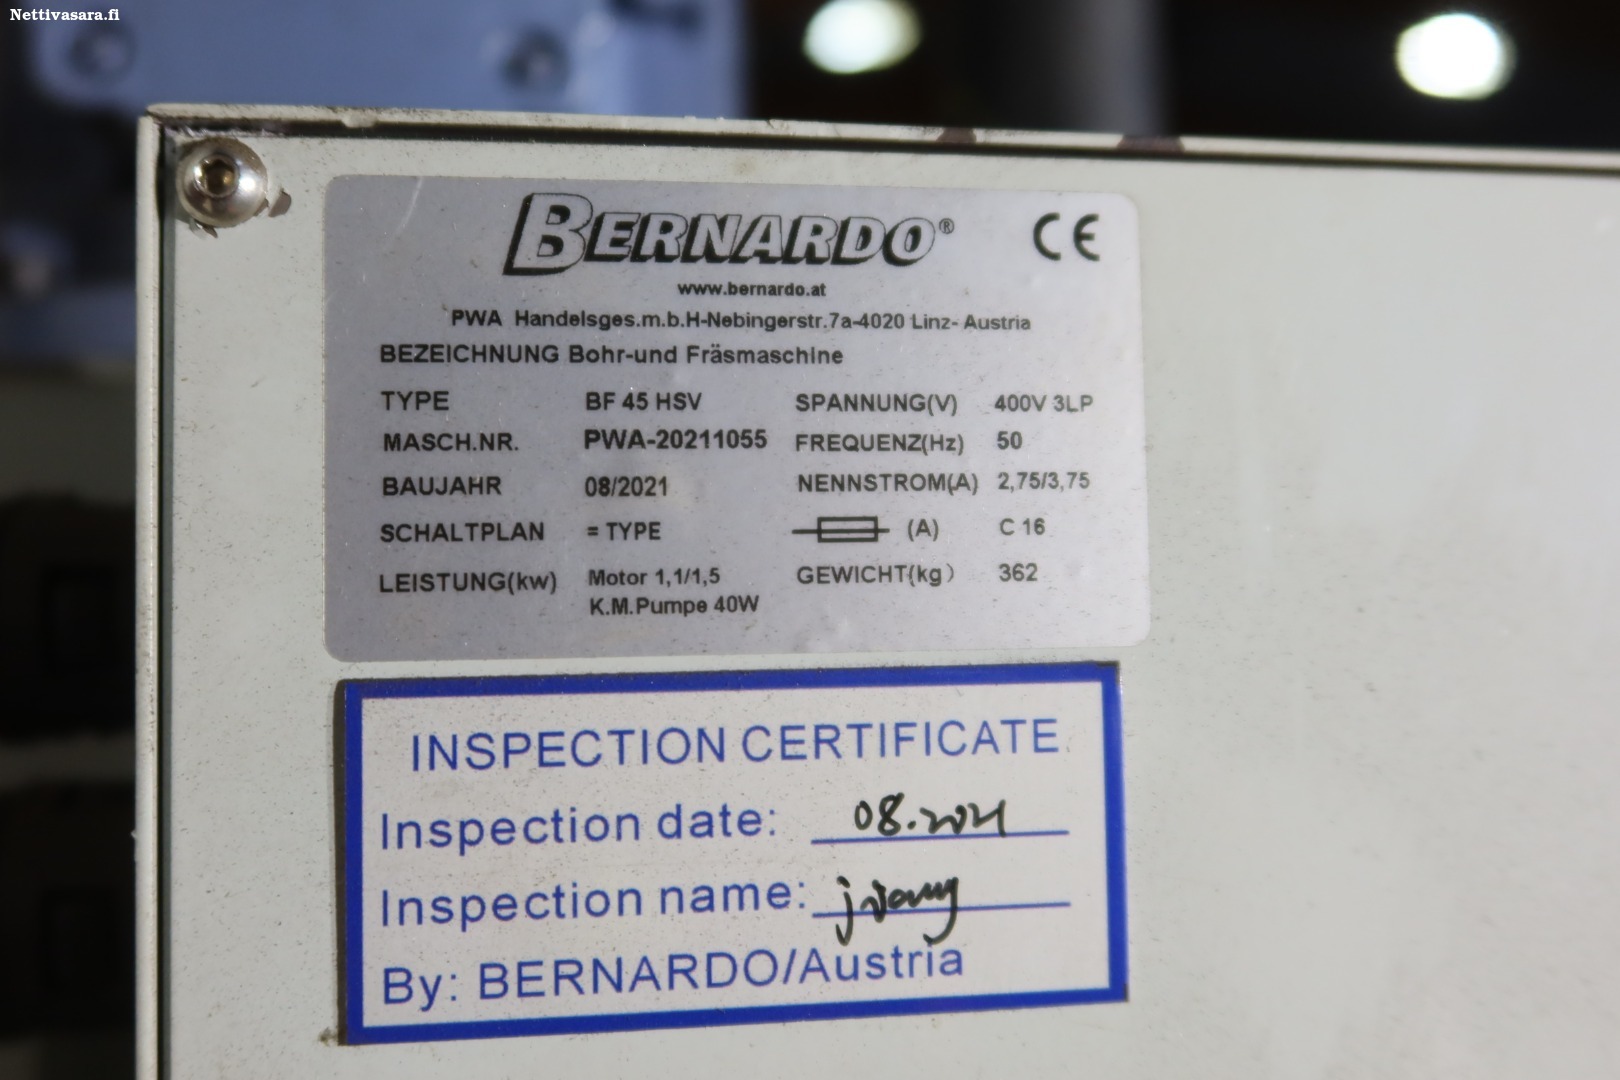 Nettivasara.fi
BERNARDO® CE
www.bernardo.at
PWA Handelsges.m.b.H-Nebingerstr.7a-4020 Linz- Austria
BEZEICHNUNG Bohr-und Fräsmaschine
TYPE BF 45 HSV SPANNUNG(V) 400V 3LP
MASCH.NR. PWA-20211055 FREQUENZ(Hz) 50
BAUJAHR 08/2021 NENNSTROM(A) 2,75/3,75
SCHALTPLAN = TYPE (A) C 16
LEISTUNG(kw) Motor 1,1/1,5 GEWICHT(kg) 362
K.M.Pumpe 40W
INSPECTION CERTIFICATE
Inspection date: 08.2021
Inspection name:
By: BERNARDO/Austria